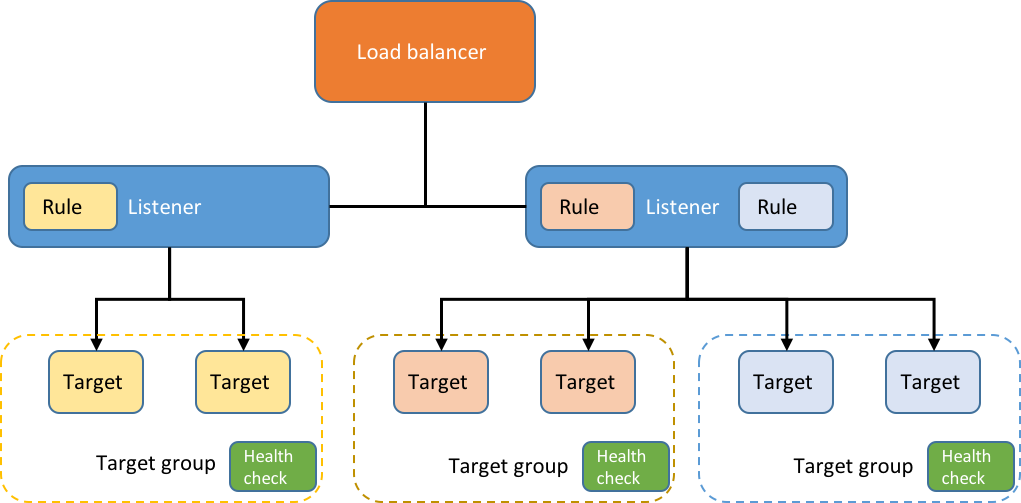 Load balancer
Rule Listener
Rule Listener Rule
Target Target
Target Target
Target Target
Target group
Health
check
Target group
Health
check
Target group
Health
check